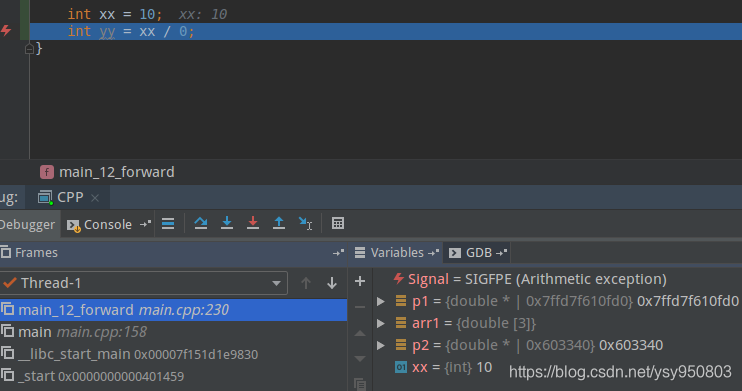 int xx = 10;  xx: 10
int yy = xx / 0;
}
f main_12_forward
ug: CPP ×
Debugger Console
Frames
Variables GDB
Thread-1
Signal = SIGFPE (Arithmetic exception)
main_12_forward main.cpp:230
p1 = {double * | 0x7ffd7f610fd0} 0x7ffd7f610fd0
main main.cpp:158
arr1 = {double [3]}
__libc_start_main 0x00007f151d1e9830
p2 = {double * | 0x603340} 0x603340
_start 0x0000000000401459
01 xx = {int} 10
https://blog.csdn.net/ysy950803